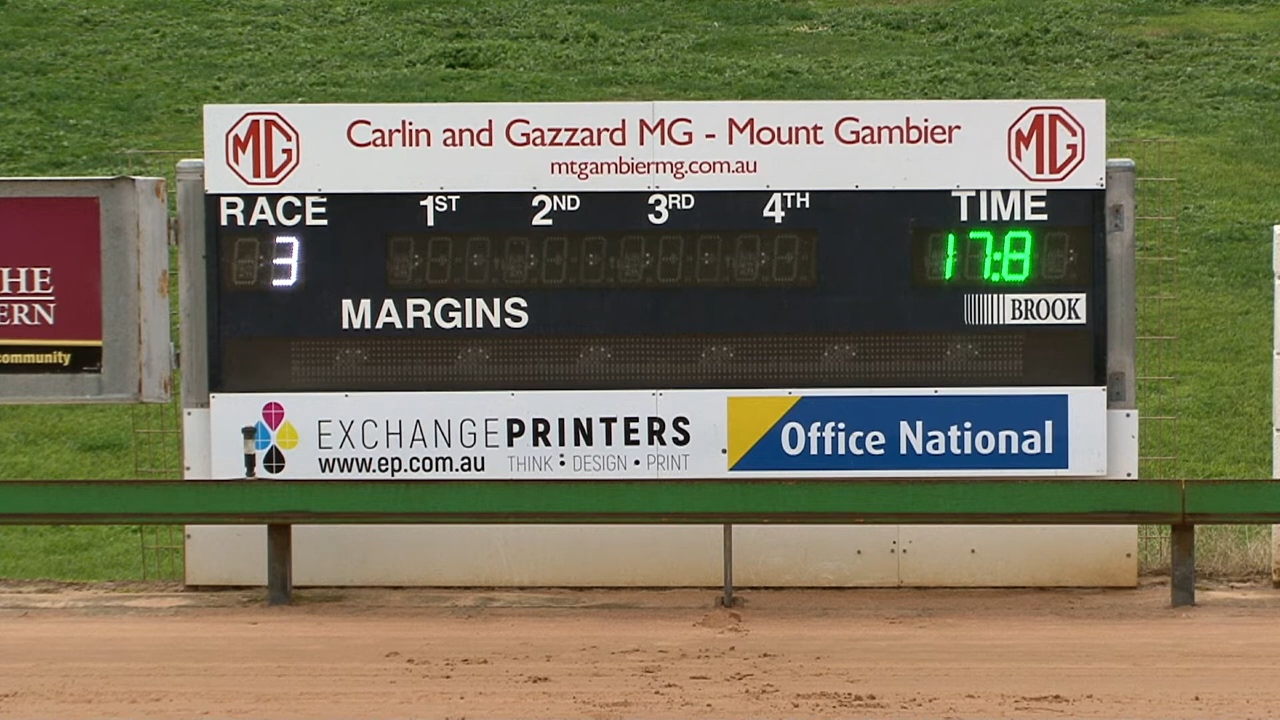 MG Carlin and Gazzard MG - Mount Gambier MG
mtgambiermg.com.au
RACE 1ST 2ND 3RD 4TH TIME
3 17:8
MARGINS BROOK
HE
ERN
community
EXCHANGEPRINTERS
www.ep.com.au THINK : DESIGN • PRINT
Office National